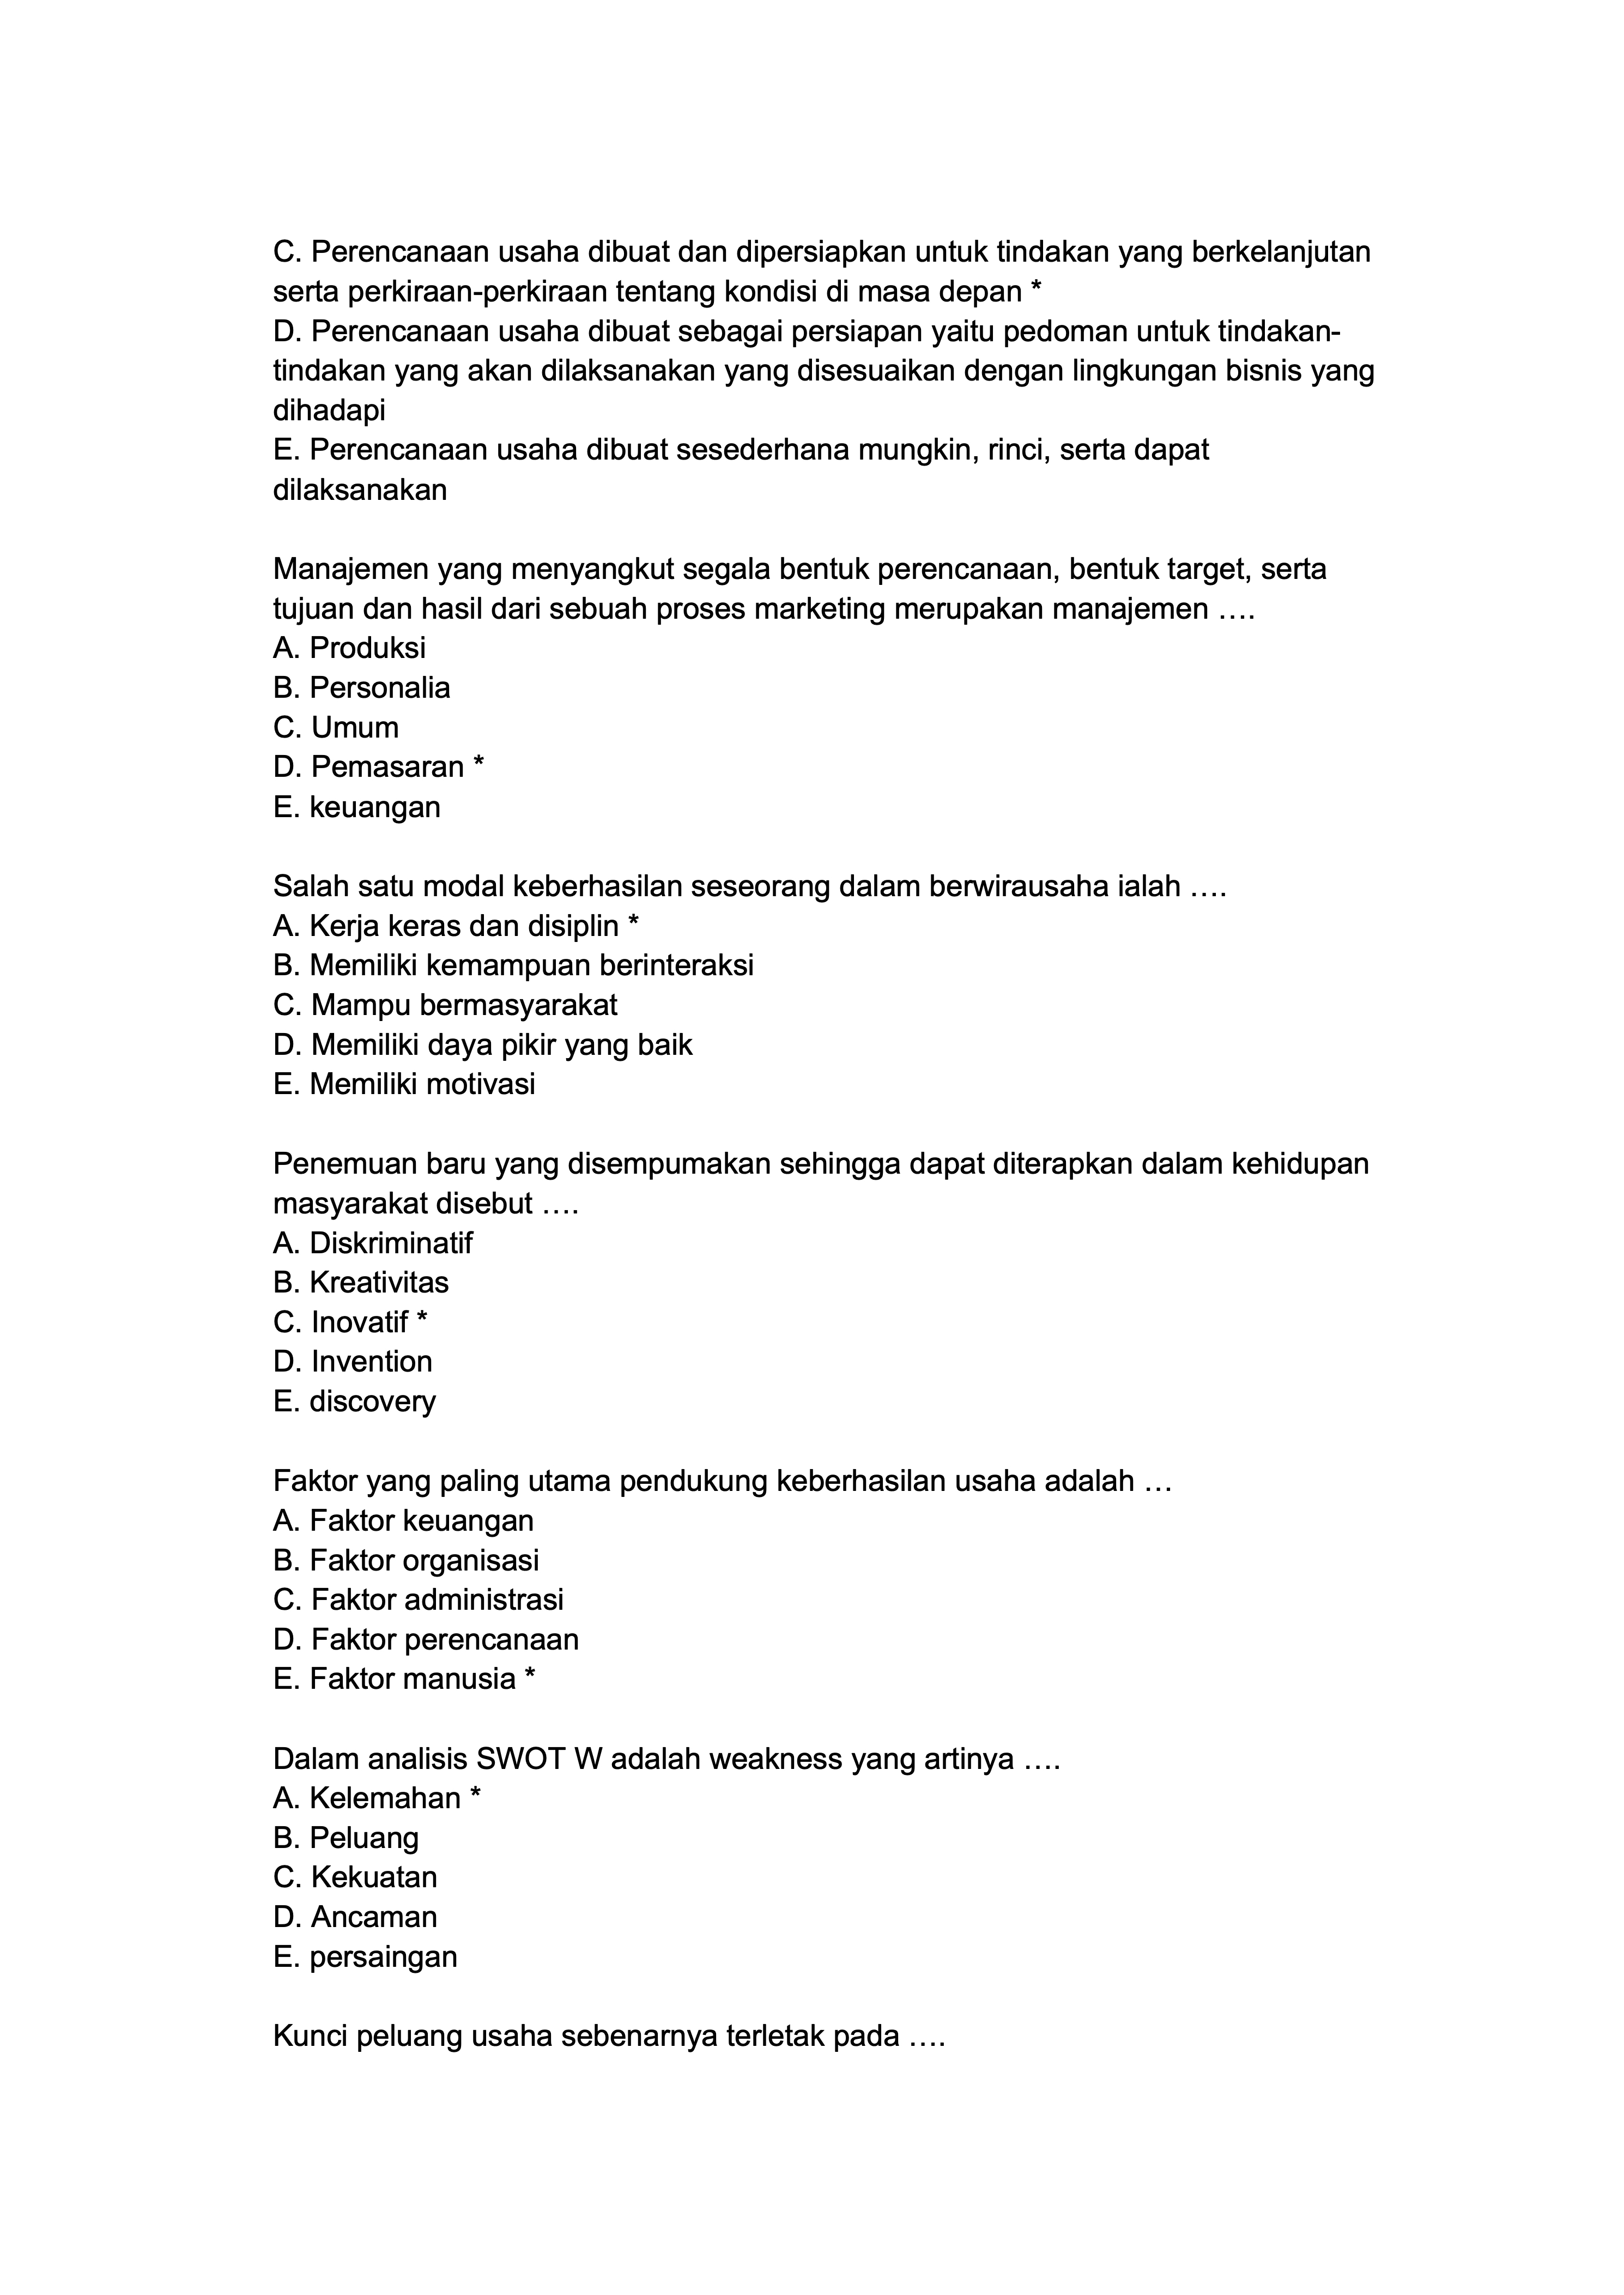 C. Perencanaan usaha dibuat dan dipersiapkan untuk tindakan yang berkelanjutan
serta perkiraan-perkiraan tentang kondisi di masa depan *
D. Perencanaan usaha dibuat sebagai persiapan yaitu pedoman untuk tindakan-
tindakan yang akan dilaksanakan yang disesuaikan dengan lingkungan bisnis yang
dihadapi
E. Perencanaan usaha dibuat sesederhana mungkin, rinci, serta dapat
dilaksanakan

Manajemen yang menyangkut segala bentuk perencanaan, bentuk target, serta
tujuan dan hasil dari sebuah proses marketing merupakan manajemen ….
A. Produksi
B. Personalia
C. Umum
D. Pemasaran *
E. keuangan

Salah satu modal keberhasilan seseorang dalam berwirausaha ialah ….
A. Kerja keras dan disiplin *
B. Memiliki kemampuan berinteraksi
C. Mampu bermasyarakat
D. Memiliki daya pikir yang baik
E. Memiliki motivasi

Penemuan baru yang disempumakan sehingga dapat diterapkan dalam kehidupan
masyarakat disebut ….
A. Diskriminatif
B. Kreativitas
C. Inovatif *
D. Invention
E. discovery

Faktor yang paling utama pendukung keberhasilan usaha adalah …
A. Faktor keuangan
B. Faktor organisasi
C. Faktor administrasi
D. Faktor perencanaan
E. Faktor manusia *

Dalam analisis SWOT W adalah weakness yang artinya ….
A. Kelemahan *
B. Peluang
C. Kekuatan
D. Ancaman
E. persaingan

Kunci peluang usaha sebenarnya terletak pada ….